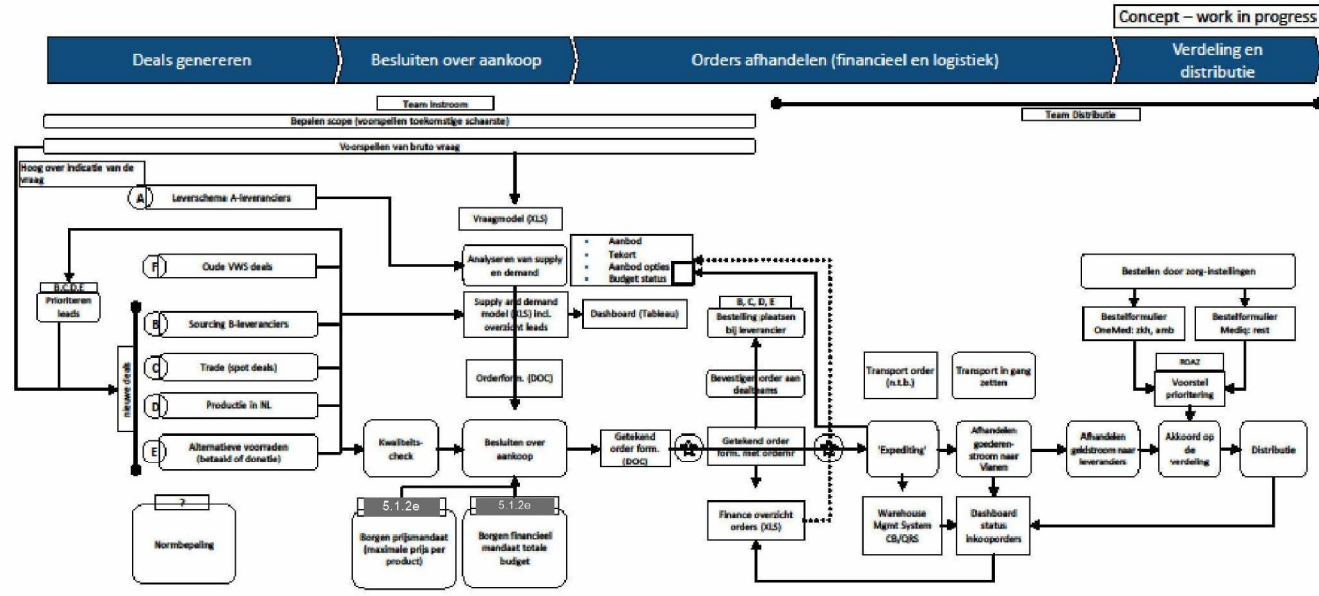 Concept – work in progress
Deals genereren
Besluiten over aankoop
Orders afhandelen (financieel en logistiek)
Verdeling en
distributie
Team Instroom
Bepalen scope (voorspellen toekomstige schaarste)
Team Distributie
Voorspellen van bruto vraag
Hoog over indicatie van de
vraag
A
Leverschema A-leveranciers
Vraagmodel (XLS)
F
Oude VWS deals
Analyseren van supply
en demand
Aanbod
Tekort
Aanbod opties
Budget status
Bestellen door zorg-instellingen
B,C,D,E
Prioriteren
leads
B
Sourcing B-leveranciers
Supply and demand
model (XLS) incl.
overzicht leads
Dashboard (Tableau)
B, C, D, E
Bestelling plaatsen
bij leverancier
Bestelformulier
OneMed: zkh, amb
Bestelformulier
Mediq: rest
nieuwe deals
C
Trade (spot deals)
Orderform. (DOC)
Bevestigen order aan
dealteams
Transport order
(n.t.b.)
Transport in gang
zetten
ROAZ
Voorstel
prioritering
D
Productie in NL
E
Alternatieve voorraden
(betaald of donatie)
Kwaliteits-
check
Besluiten over
aankoop
Getekend
order form.
(DOC)
Getekend order
form. met ordernr
'Expediting'
Afhandelen
goederen-
stroom naar
Vianen
Afhandelen
geldstroom naar
leveranciers
Akkoord op
de
verdeling
Distributie
?
Normbepaling
5.1.2e
Borgen prijsmandaat
(maximale prijs per
product)
5.1.2e
Borgen financieel
mandaat totale
budget
Finance overzicht
orders (XLS)
Warehouse
Mgmt System
CB/QRS
Dashboard
status
inkooporders